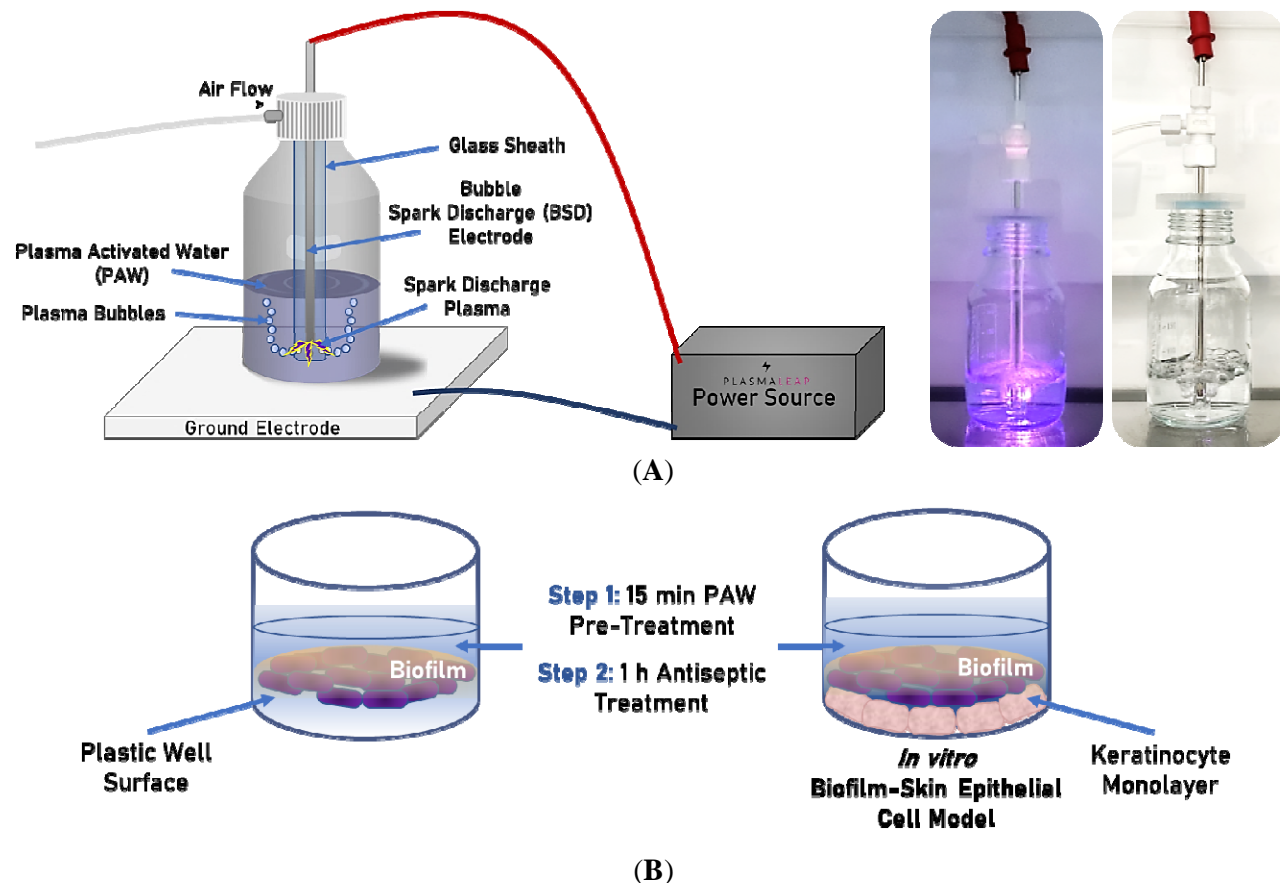 Air Flow
Glass Sheath
Bubble
Spark Discharge (BSD)
Electrode
Plasma Activated Water
(PAW)
Spark Discharge
Plasma
Plasma Bubbles
PLASMALEAP
Power Source
Ground Electrode
(A)
Step 1: 15 min PAW
Pre-Treatment
Step 2: 1 h Antiseptic
Treatment
Biofilm
Biofilm
Plastic Well
Surface
In vitro
Biofilm-Skin Epithelial
Cell Model
Keratinocyte
Monolayer
(B)